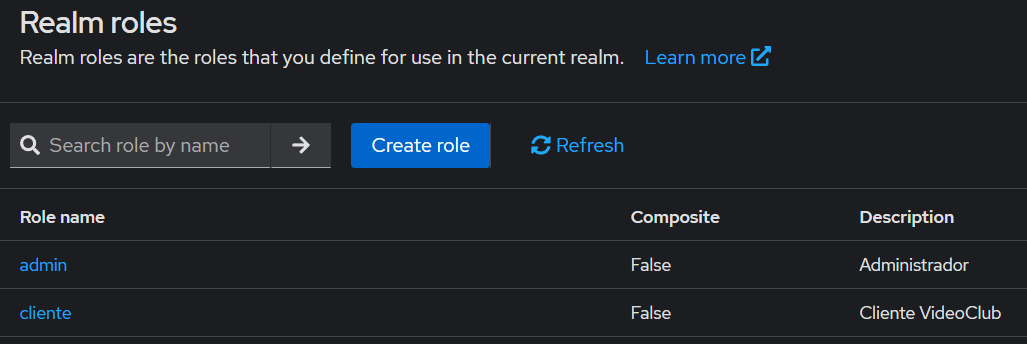 Realm roles
Realm roles are the roles that you define for use in the current realm. Learn more
Search role by name Create role Refresh
Role name Composite Description
admin False Administrador
cliente False Cliente VideoClub